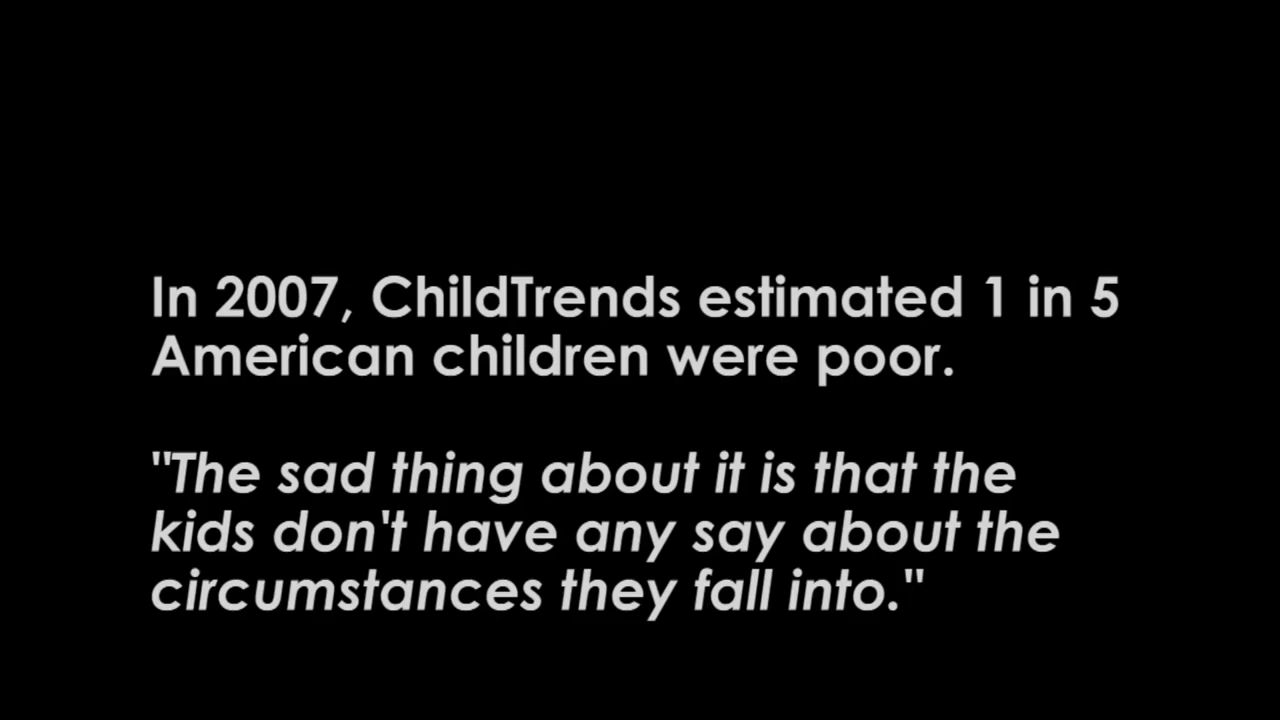 In 2007, ChildTrends estimated 1 in 5
American children were poor.
"The sad thing about it is that the
kids don't have any say about the
circumstances they fall into."